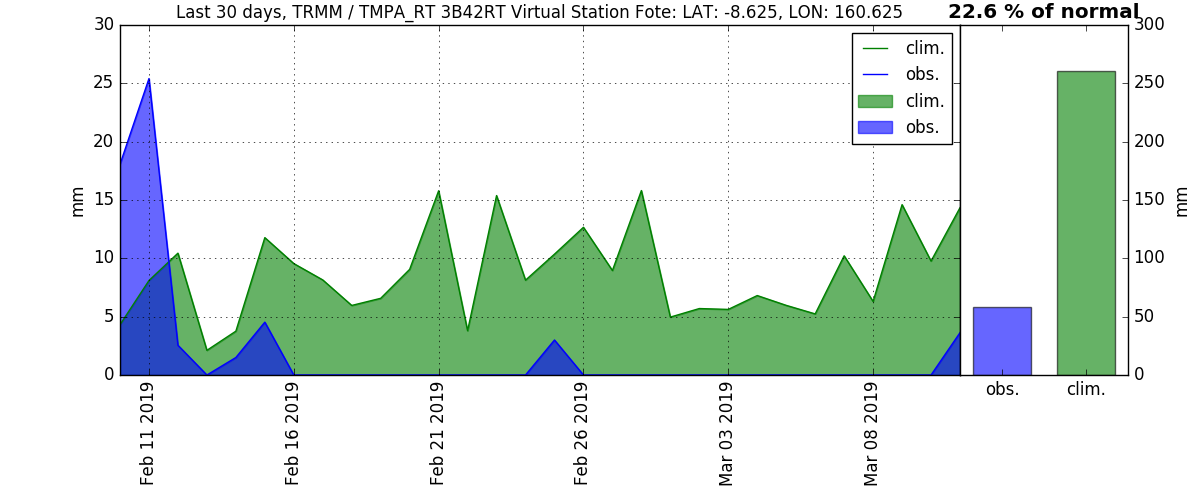 Last 30 days, TRMM / TMPA_RT 3B42RT Virtual Station Fote: LAT: -8.625, LON: 160.625
22.6 % of normal
30
25
20
15
10
5
0
mm
clim.
obs.
clim.
obs.
Feb 11 2019
Feb 16 2019
Feb 21 2019
Feb 26 2019
Mar 03 2019
Mar 08 2019
300
250
200
150
100
50
0
mm
obs.
clim.